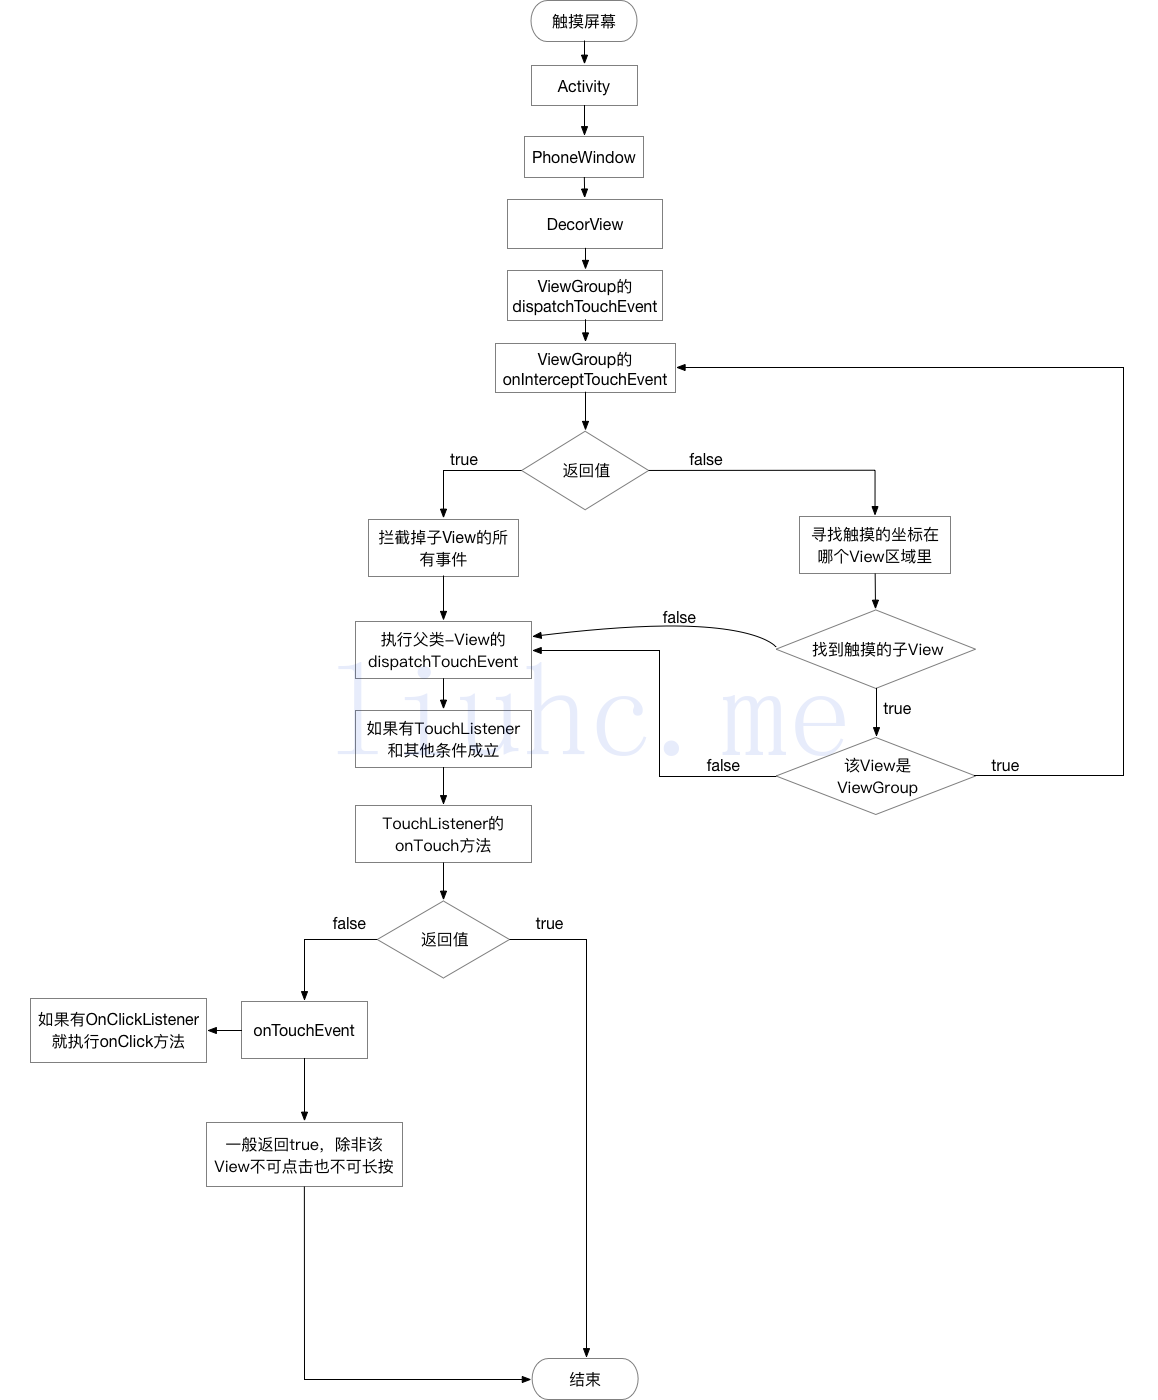 触摸屏幕
Activity
PhoneWindow
DecorView
ViewGroup的
dispatchTouchEvent
ViewGroup的
onInterceptTouchEvent
返回值
true
false
拦截掉子View的所
有事件
寻找触摸的坐标在
哪个View区域里
false
执行父类-View的
dispatchTouchEvent
找到触摸的子View
true
liuhc.me
如果有TouchListener
和其他条件成立
false
该View是
ViewGroup
true
TouchListener的
onTouch方法
false
返回值
true
如果有OnClickListener
就执行onClick方法
onTouchEvent
一般返回true，除非该
View不可点击也不可长按
结束